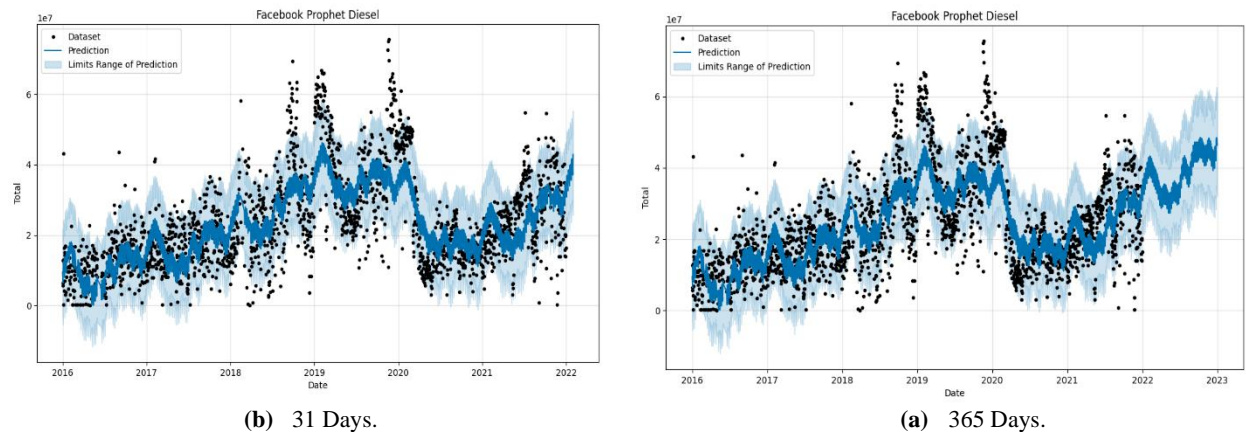 Facebook Prophet Diesel
1e7
Dataset
Prediction
Limits Range of Prediction
6
4
2
0
Total
2016 2017 2018 2019 2020 2021 2022
Date
(b) 31 Days.
Facebook Prophet Diesel
1e7
Dataset
Prediction
Limits Range of Prediction
6
4
2
0
Total
2016 2017 2018 2019 2020 2021 2022 2023
Date
(a) 365 Days.